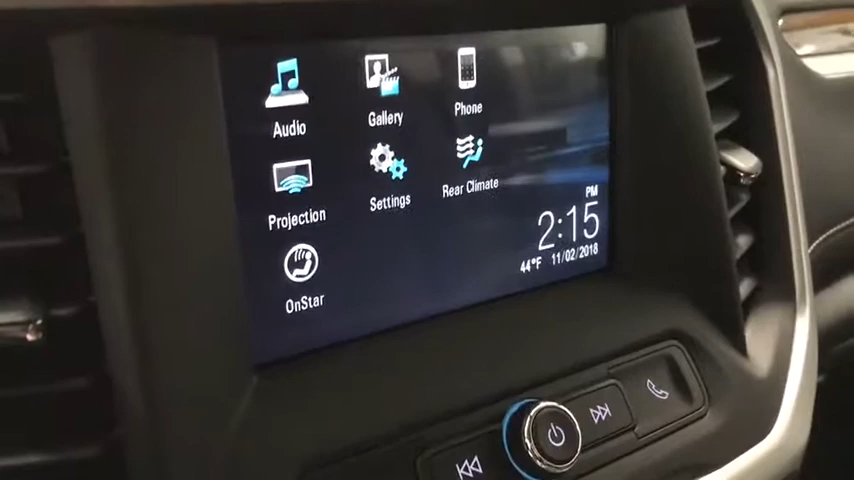 Audio
Gallery
Phone
Projection
Settings
Rear Climate
OnStar
PM
2:15
44°F 11/02/2018